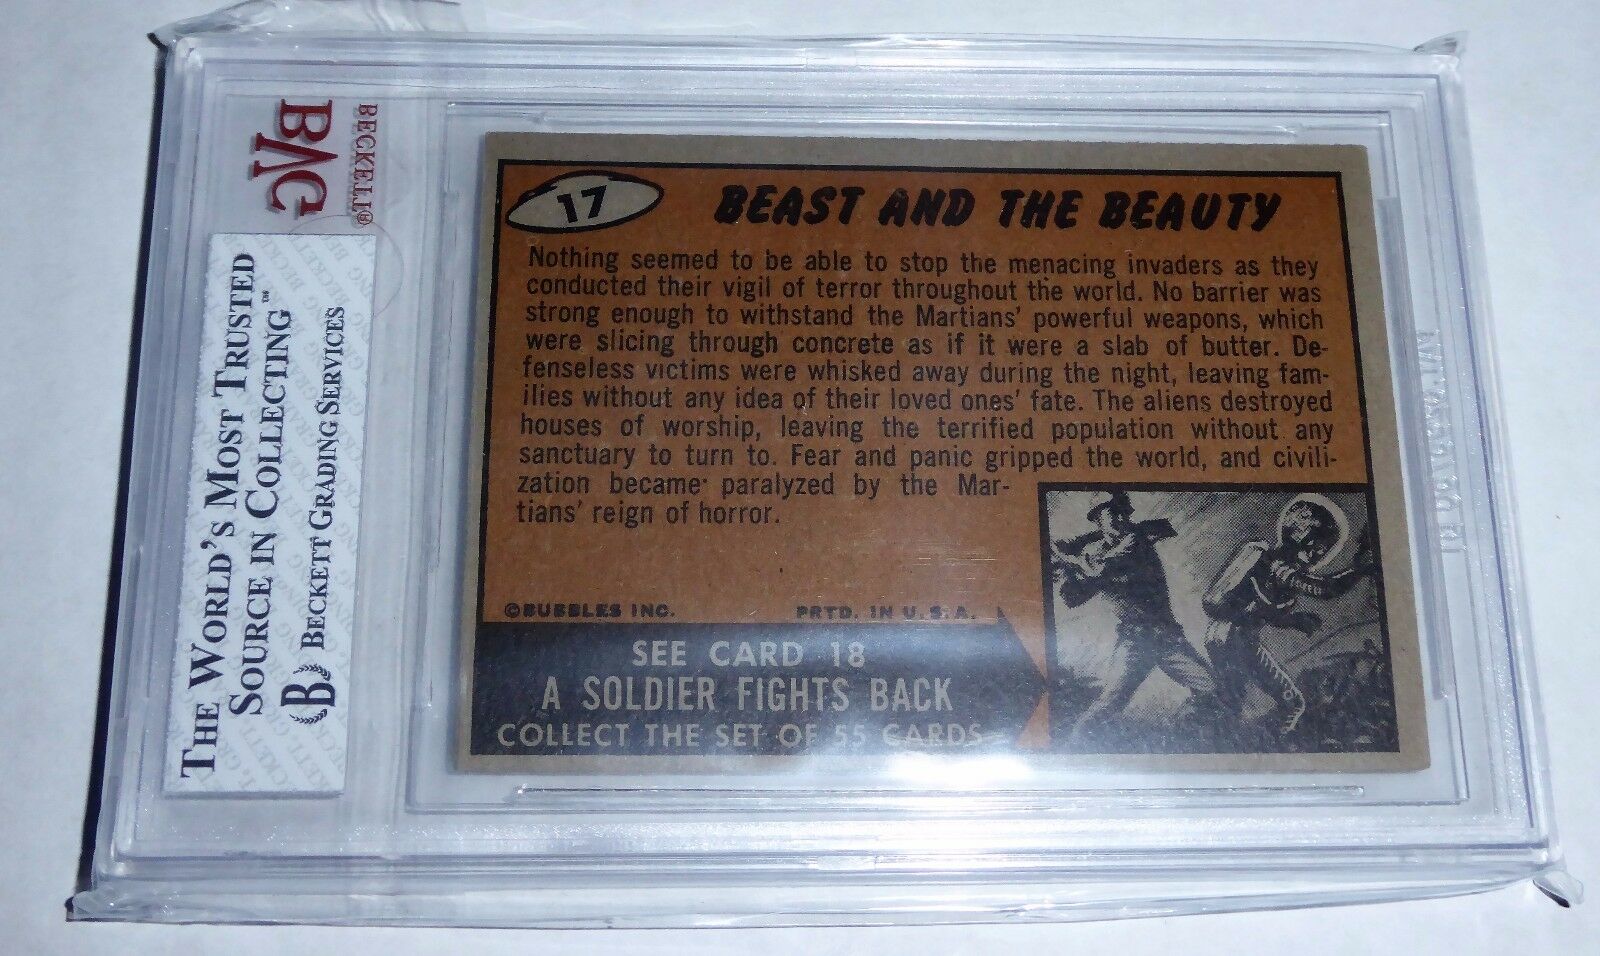 BECKETT®
BVG
THE WORLD'S MOST TRUSTED
SOURCE IN COLLECTING™
B BECKETT GRADING SERVICES
17
BEAST AND THE BEAUTY
Nothing seemed to be able to stop the menacing invaders as they
conducted their vigil of terror throughout the world. No barrier was
strong enough to withstand the Martians' powerful weapons, which
were slicing through concrete as if it were a slab of butter. De-
fenseless victims were whisked away during the night, leaving fam-
ilies without any idea of their loved ones' fate. The aliens destroyed
houses of worship, leaving the terrified population without any
sanctuary to turn to. Fear and panic gripped the world, and civili-
zation became paralyzed by the Mar-
tians' reign of horror.
©BUBBLES INC. PRTD. IN U.S.A.
SEE CARD 18
A SOLDIER FIGHTS BACK
COLLECT THE SET OF 55 CARDS